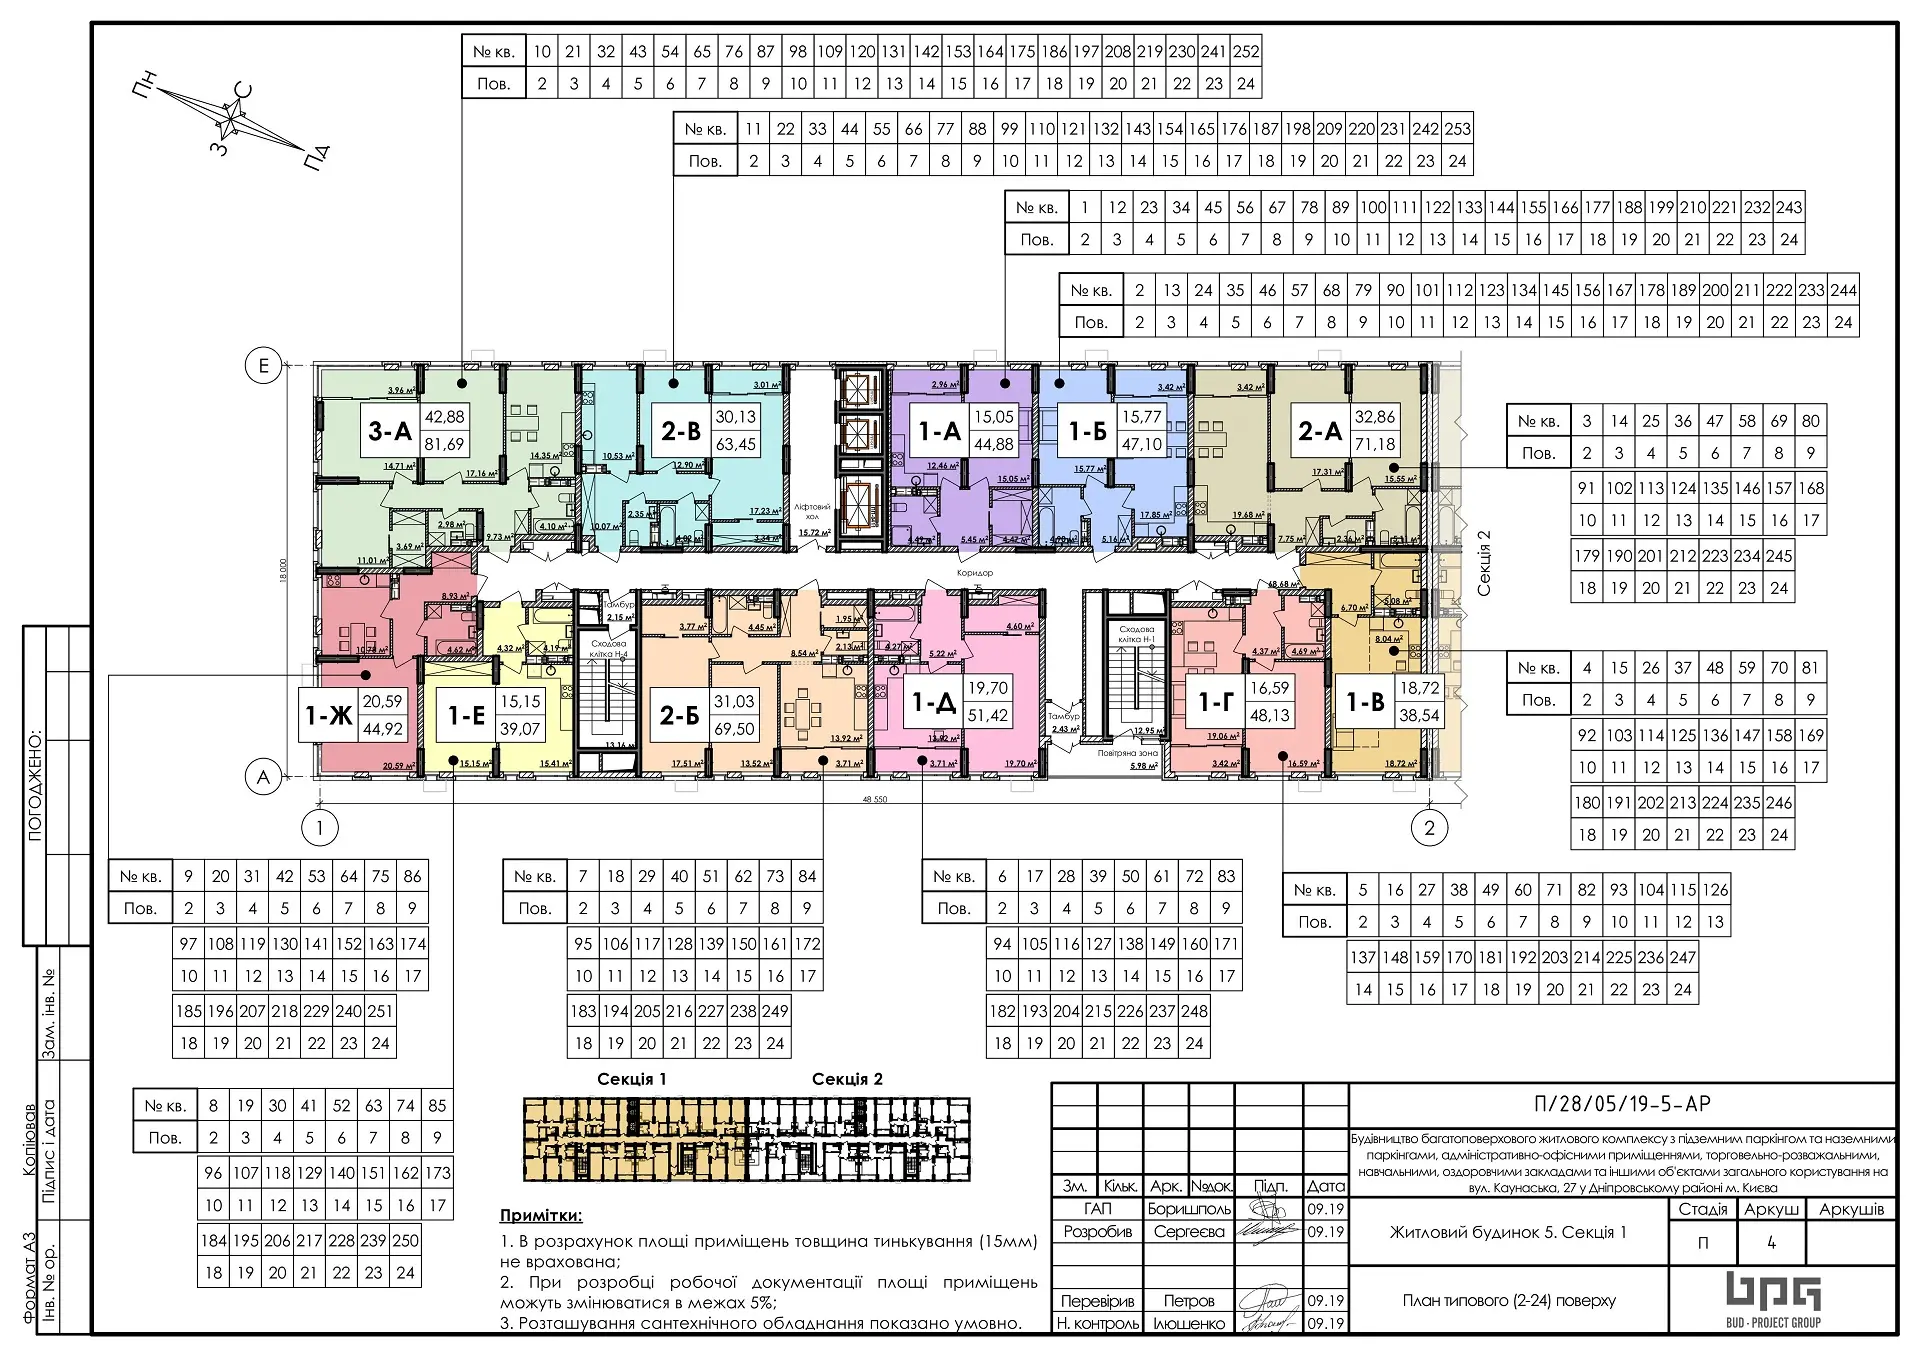 № кв. 10 21 32 43 54 65 76 87 98 109 120 131 142 153 164 175 186 197 208 219 230 241 252
Пов. 2 3 4 5 6 7 8 9 10 11 12 13 14 15 16 17 18 19 20 21 22 23 24
Пн
С
З
Пд
№ кв. 11 22 33 44 55 66 77 88 99 110 121 132 143 154 165 176 187 198 209 220 231 242 253
Пов. 2 3 4 5 6 7 8 9 10 11 12 13 14 15 16 17 18 19 20 21 22 23 24
№ кв. 1 12 23 34 45 56 67 78 89 100 111 122 133 144 155 166 177 188 199 210 221 232 243
Пов. 2 3 4 5 6 7 8 9 10 11 12 13 14 15 16 17 18 19 20 21 22 23 24
№ кв. 2 13 24 35 46 57 68 79 90 101 112 123 134 145 156 167 178 189 200 211 222 233 244
Пов. 2 3 4 5 6 7 8 9 10 11 12 13 14 15 16 17 18 19 20 21 22 23 24
Е
3.96 м² 3.01 м² 2.96 м² 3.42 м² 3.42 м²
3-А 42,88 81,69
2-В 30,13 63,45
1-А 15,05 44,88
1-Б 15,77 47,10
2-А 32,86 71,18
14.71 м² 17.16 м² 14.35 м² 10.53 м² 12.90 м² 12.46 м² 15.05 м² 15.77 м² 17.31 м² 15.55 м²
2.98 м² 4.10 м² 2.35 м² 10.07 м² 17.23 м² 17.85 м² 19.68 м²
Ліфтовий
хол
15.72 м²
11.01 м² 3.69 м² 9.73 м² 4.02 м² 3.34 м² 4.49 м² 5.45 м² 4.42 м² 4.90 м² 5.16 м² 7.75 м² 2.36 м²
Коридор
68.68 м²
18 000
Секція 2
8.93 м² 10.78 м² 4.62 м² 4.32 м² 4.19 м²
Тамбур
2.15 м²
Сходова
клітка Н-4
13.16 м²
3.77 м² 4.45 м² 8.54 м² 1.95 м² 2.13 м² 4.27 м² 5.22 м² 4.60 м²
Сходова
клітка Н-1
12.95 м²
4.37 м² 4.69 м² 6.70 м² 5.08 м² 8.04 м²
1-Ж 20,59 44,92
1-Е 15,15 39,07
2-Б 31,03 69,50
1-Д 19,70 51,42
1-Г 16,59 48,13
1-В 18,72 38,54
Тамбур
2.43 м²
Повітряна зона
5.98 м²
13.92 м² 13.92 м² 19.06 м²
20.59 м² 15.15 м² 15.41 м² 17.51 м² 13.52 м² 3.71 м² 3.71 м² 19.70 м² 3.42 м² 16.59 м² 18.72 м²
А
48 550
1
2
№ кв. 3 14 25 36 47 58 69 80
Пов. 2 3 4 5 6 7 8 9
91 102 113 124 135 146 157 168
10 11 12 13 14 15 16 17
179 190 201 212 223 234 245
18 19 20 21 22 23 24
№ кв. 4 15 26 37 48 59 70 81
Пов. 2 3 4 5 6 7 8 9
92 103 114 125 136 147 158 169
10 11 12 13 14 15 16 17
180 191 202 213 224 235 246
18 19 20 21 22 23 24
№ кв. 9 20 31 42 53 64 75 86
Пов. 2 3 4 5 6 7 8 9
97 108 119 130 141 152 163 174
10 11 12 13 14 15 16 17
185 196 207 218 229 240 251
18 19 20 21 22 23 24
№ кв. 7 18 29 40 51 62 73 84
Пов. 2 3 4 5 6 7 8 9
95 106 117 128 139 150 161 172
10 11 12 13 14 15 16 17
183 194 205 216 227 238 249
18 19 20 21 22 23 24
№ кв. 6 17 28 39 50 61 72 83
Пов. 2 3 4 5 6 7 8 9
94 105 116 127 138 149 160 171
10 11 12 13 14 15 16 17
182 193 204 215 226 237 248
18 19 20 21 22 23 24
№ кв. 5 16 27 38 49 60 71 82 93 104 115 126
Пов. 2 3 4 5 6 7 8 9 10 11 12 13
137 148 159 170 181 192 203 214 225 236 247
14 15 16 17 18 19 20 21 22 23 24
№ кв. 8 19 30 41 52 63 74 85
Пов. 2 3 4 5 6 7 8 9
96 107 118 129 140 151 162 173
10 11 12 13 14 15 16 17
184 195 206 217 228 239 250
18 19 20 21 22 23 24
Секція 1
Секція 2
Примітки:
1. В розрахунок площі приміщень товщина тинькування (15мм)
не врахована;
2. При розробці робочої документації площі приміщень
можуть змінюватися в межах 5%;
3. Розташування сантехнічного обладнання показано умовно.
ПОГОДЖЕНО:
Зам. інв. №
Підпис і дата
Інв. № ор.
Копіював
Формат А3
П/28/05/19-5-АР
Будівництво багатоповерхового житлового комплексу з підземним паркінгом та наземними
паркінгами, адміністративно-офісними приміщеннями, торговельно-розважальними,
навчальними, оздоровчими закладами та іншими об'єктами загального користування на
вул. Каунаська, 27 у Дніпровському районі м. Києва
Зм. Кільк. Арк. №док. Підп. Дата
ГАП Боришполь 09.19
Розробив Сергеєва 09.19
Перевірив Петров 09.19
Н. контроль Ілюшенко 09.19
Житловий будинок 5. Секція 1
Стадія Аркуш Аркушів
П 4
План типового (2-24) поверху
bpg
BUD - PROJECT GROUP